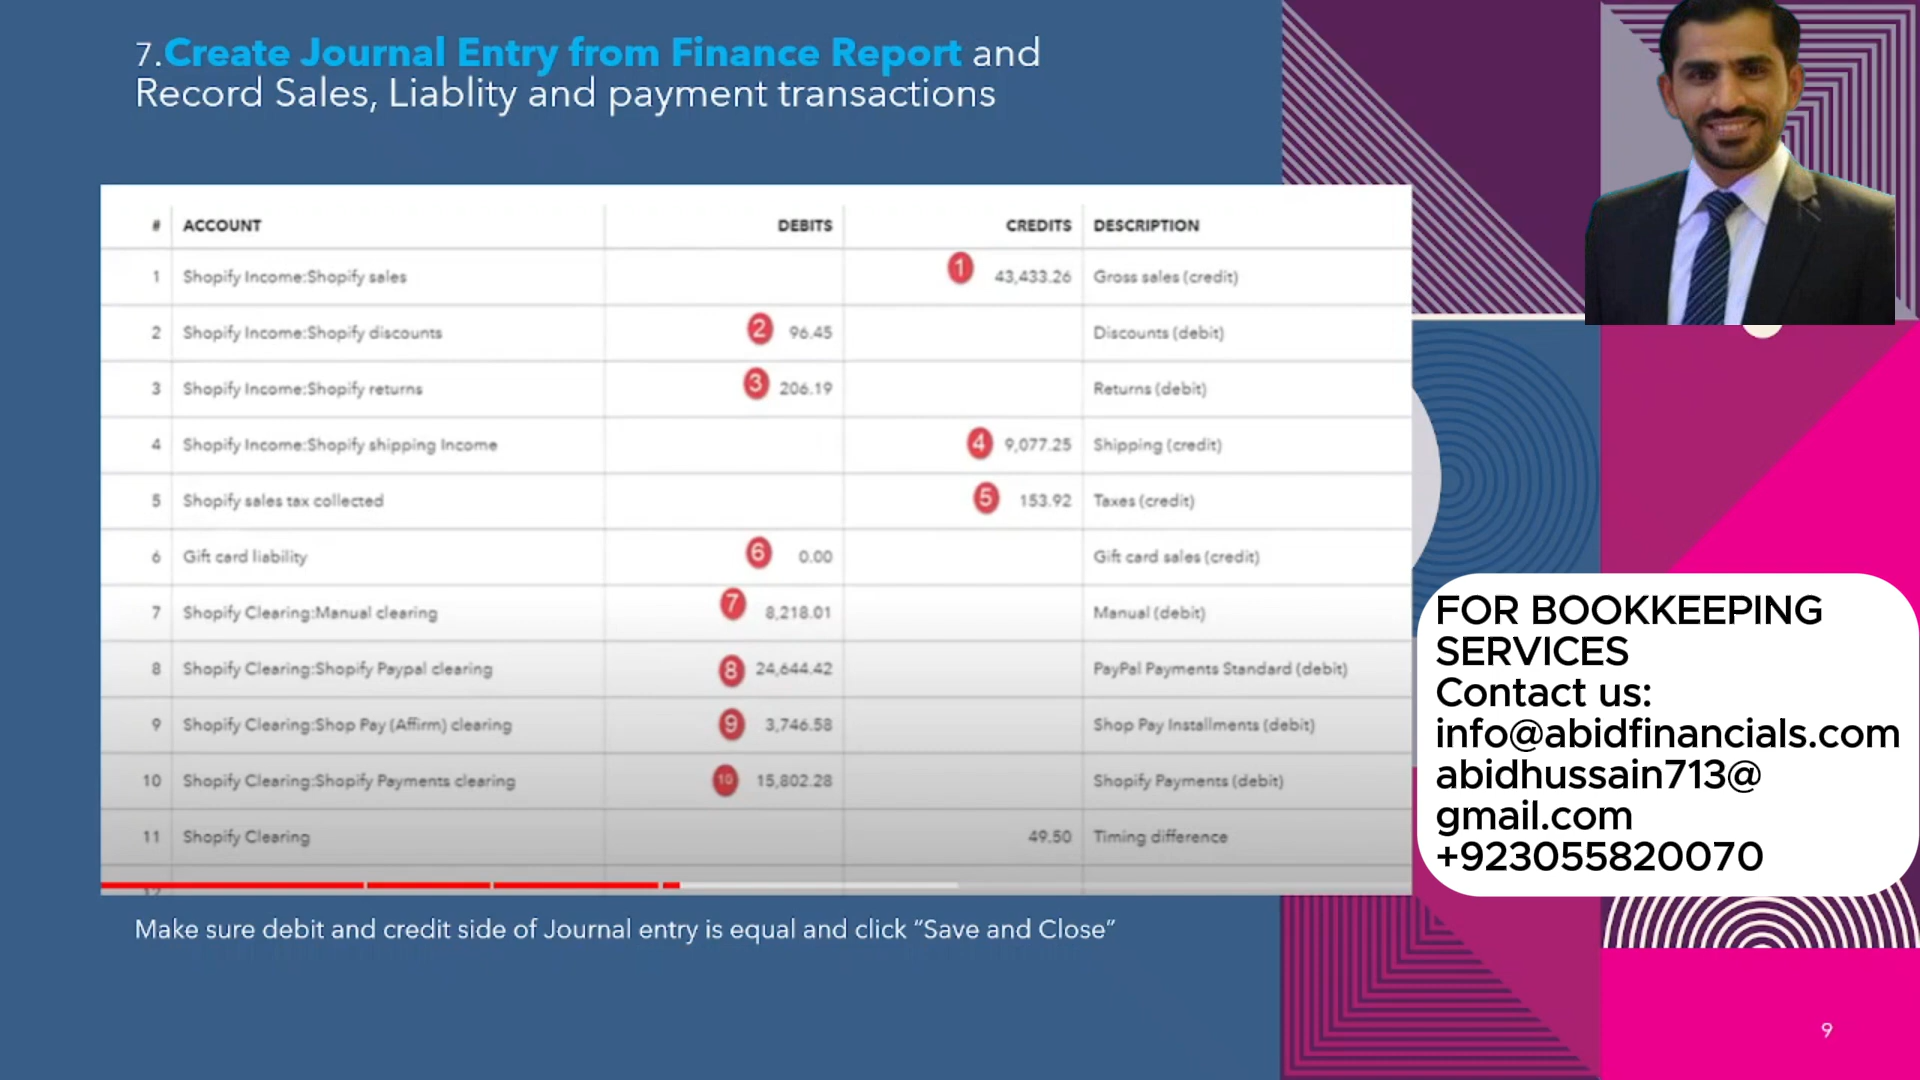 7.Create Journal Entry from Finance Report and
Record Sales, Liablity and payment transactions
# ACCOUNT DEBITS CREDITS DESCRIPTION
1 Shopify Income:Shopify sales 1 43,433.26 Gross sales (credit)
2 Shopify Income:Shopify discounts 2 96.45 Discounts (debit)
3 Shopify Income:Shopify returns 3 206.19 Returns (debit)
4 Shopify Income:Shopify shipping Income 4 9,077.25 Shipping (credit)
5 Shopify sales tax collected 5 153.92 Taxes (credit)
6 Gift card liability 6 0.00 Gift card sales (credit)
7 Shopify Clearing:Manual clearing 7 8,218.01 Manual (debit)
8 Shopify Clearing:Shopify Paypal clearing 8 24,644.42 PayPal Payments Standard (debit)
9 Shopify Clearing:Shop Pay (Affirm) clearing 9 3,746.58 Shop Pay Installments (debit)
10 Shopify Clearing:Shopify Payments clearing 10 15,802.28 Shopify Payments (debit)
11 Shopify Clearing 49.50 Timing difference
12
Make sure debit and credit side of Journal entry is equal and click “Save and Close”
FOR BOOKKEEPING
SERVICES
Contact us:
info@abidfinancials.com
abidhussain713@
gmail.com
+923055820070
9